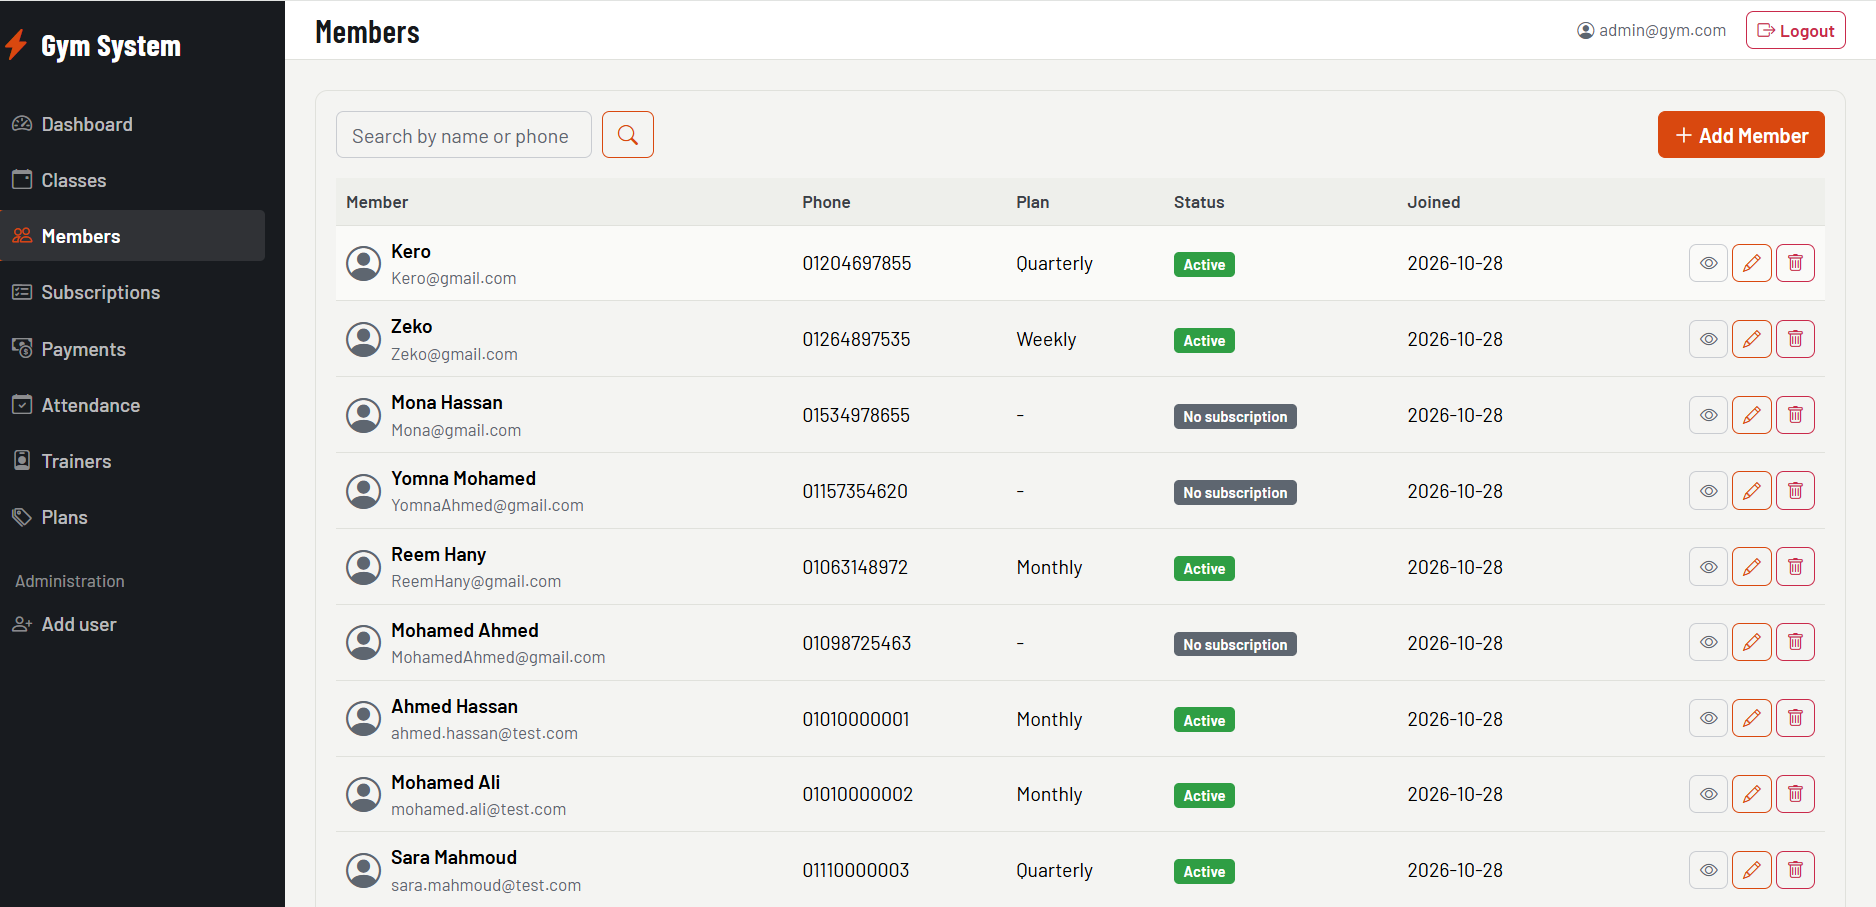 Gym System
Members
admin@gym.com
Logout
Dashboard
Classes
Members
Subscriptions
Payments
Attendance
Trainers
Plans
Administration
Add user
Search by name or phone
+ Add Member
Member Phone Plan Status Joined
Kero
Kero@gmail.com
01204697855 Quarterly Active 2026-10-28
Zeko
Zeko@gmail.com
01264897535 Weekly Active 2026-10-28
Mona Hassan
Mona@gmail.com
01534978655 - No subscription 2026-10-28
Yomna Mohamed
YomnaAhmed@gmail.com
01157354620 - No subscription 2026-10-28
Reem Hany
ReemHany@gmail.com
01063148972 Monthly Active 2026-10-28
Mohamed Ahmed
MohamedAhmed@gmail.com
01098725463 - No subscription 2026-10-28
Ahmed Hassan
ahmed.hassan@test.com
01010000001 Monthly Active 2026-10-28
Mohamed Ali
mohamed.ali@test.com
01010000002 Monthly Active 2026-10-28
Sara Mahmoud
sara.mahmoud@test.com
01110000003 Quarterly Active 2026-10-28